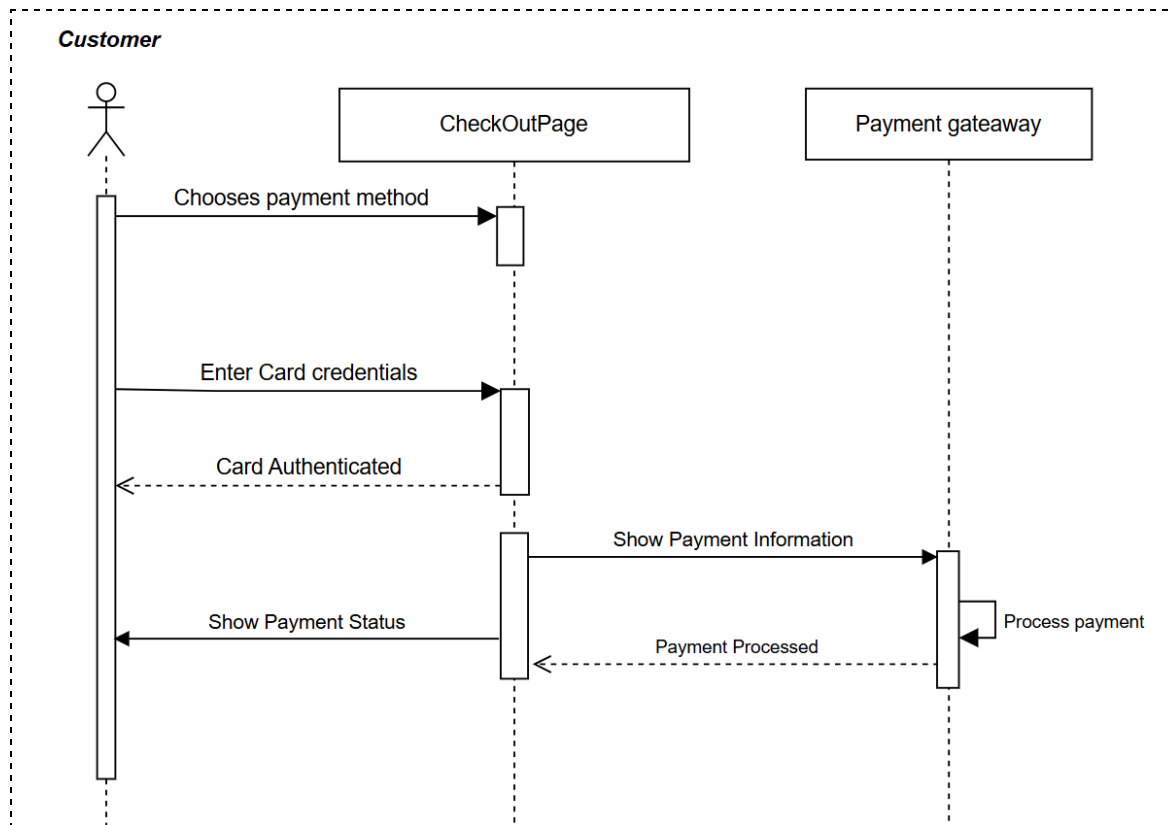 Customer
CheckOutPage
Payment gateaway
Chooses payment method
Enter Card credentials
Card Authenticated
Show Payment Information
Show Payment Status
Process payment
Payment Processed